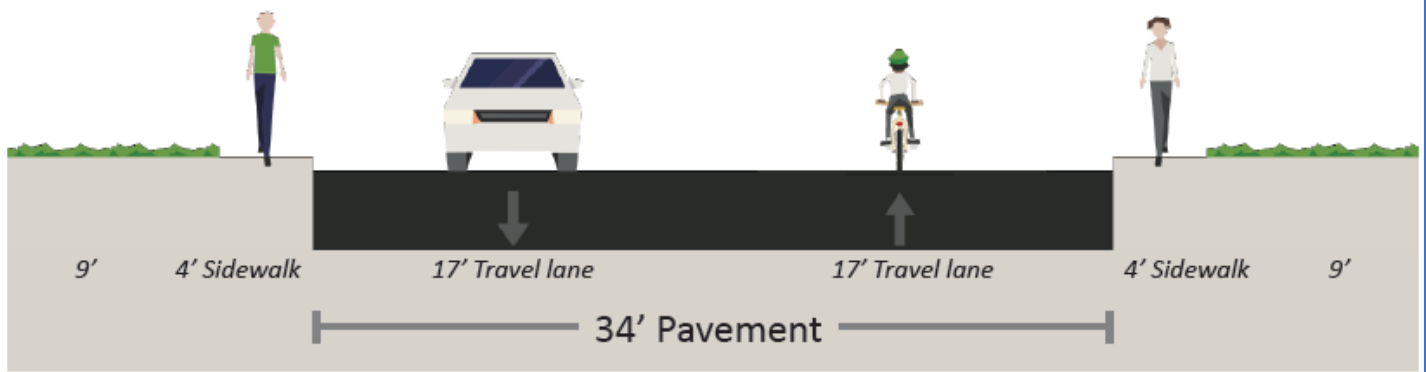 9’ 4’ Sidewalk 17’ Travel lane 17’ Travel lane 4’ Sidewalk 9’
34’ Pavement